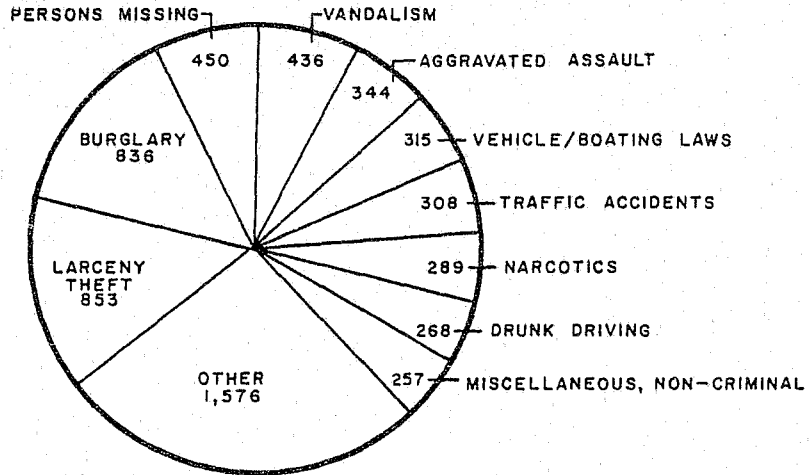 PERSONS MISSING
VANDALISM
450
436
AGGRAVATED ASSAULT
344
BURGLARY
836
315
VEHICLE/BOATING LAWS
308
TRAFFIC ACCIDENTS
LARCENY
THEFT
853
289
NARCOTICS
268
DRUNK DRIVING
OTHER
1,576
257
MISCELLANEOUS, NON-CRIMINAL